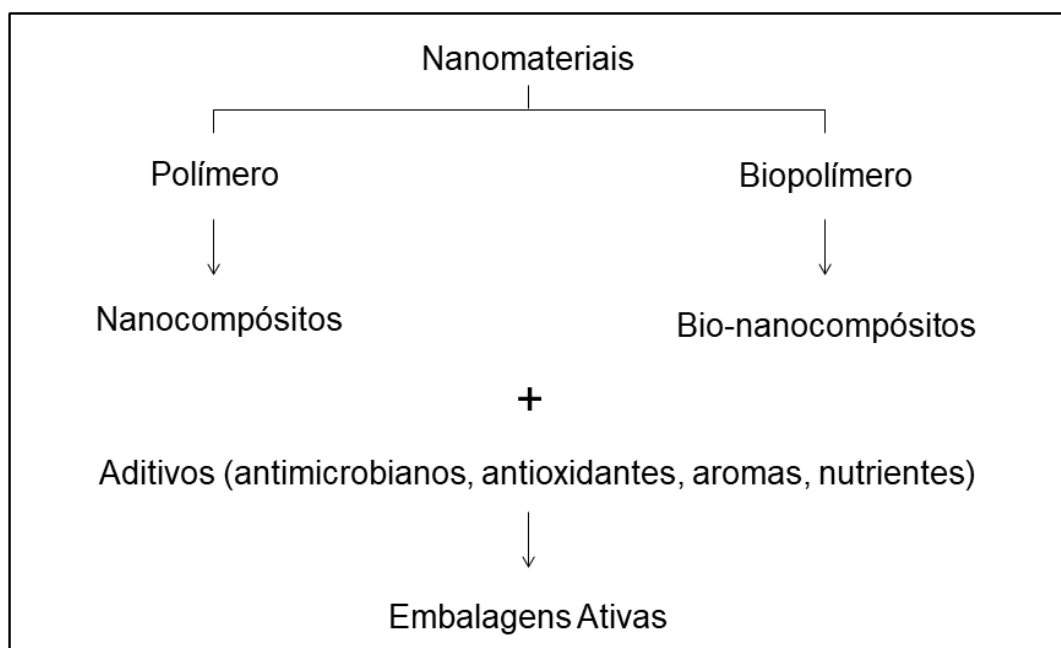 Nanomateriais
Polímero
Biopolímero
Nanocompósitos
Bio-nanocompósitos
+
Aditivos (antimicrobianos, antioxidantes, aromas, nutrientes)
Embalagens Ativas